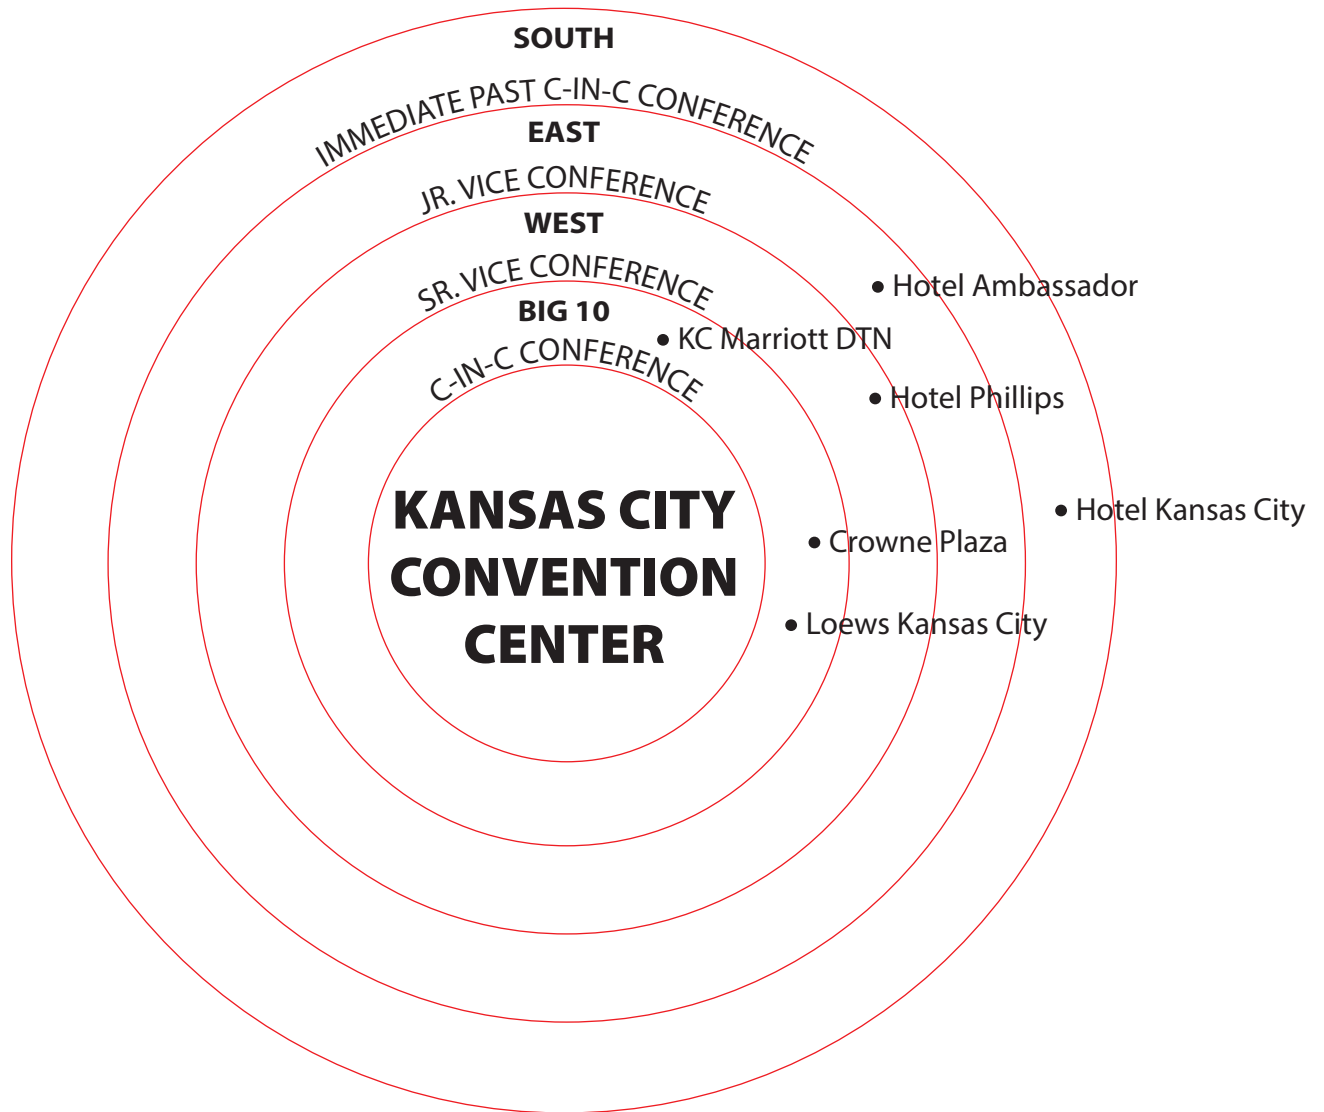 SOUTH
IMMEDIATE PAST C-IN-C CONFERENCE
EAST
JR. VICE CONFERENCE
WEST
SR. VICE CONFERENCE
BIG 10
C-IN-C CONFERENCE
• Hotel Ambassador
• KC Marriott DTN
• Hotel Phillips
KANSAS CITY
CONVENTION
CENTER
• Hotel Kansas City
• Crowne Plaza
• Loews Kansas City